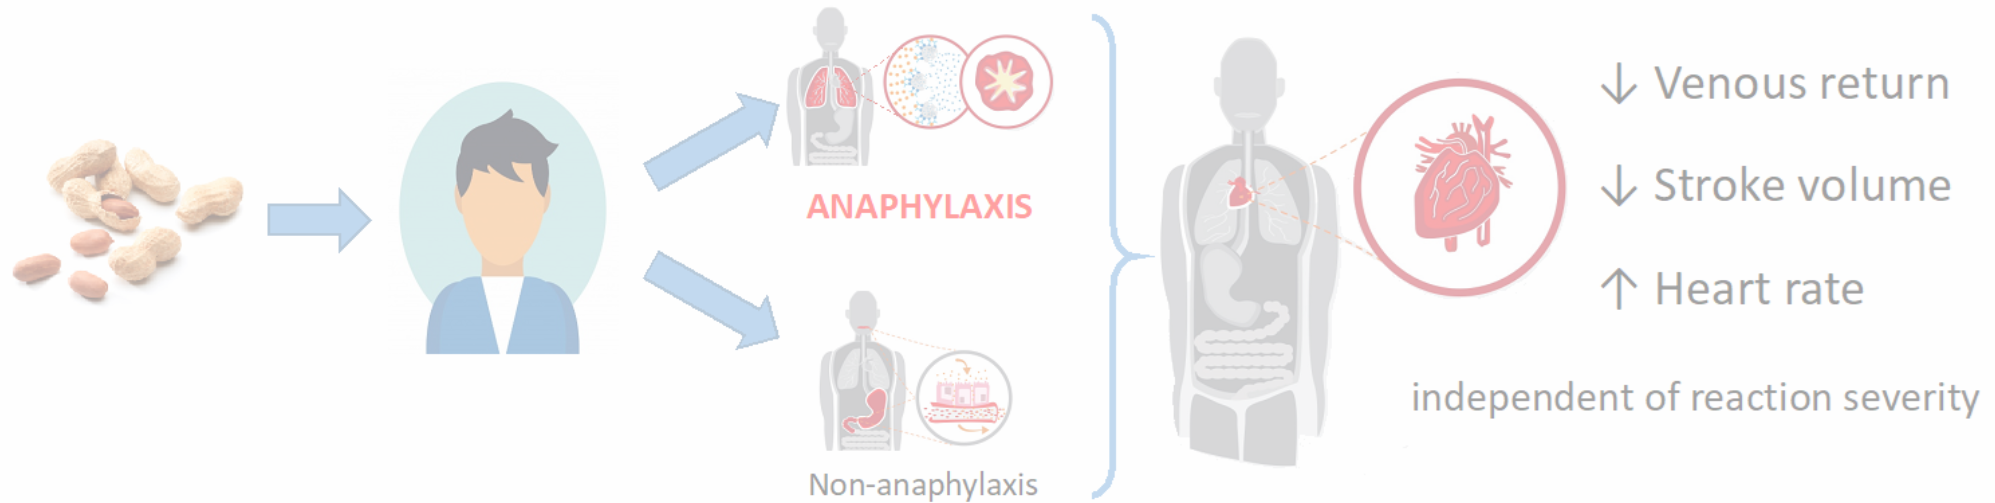 ANAPHYLAXIS
Non-anaphylaxis
↓ Venous return
↓ Stroke volume
↑ Heart rate
independent of reaction severity